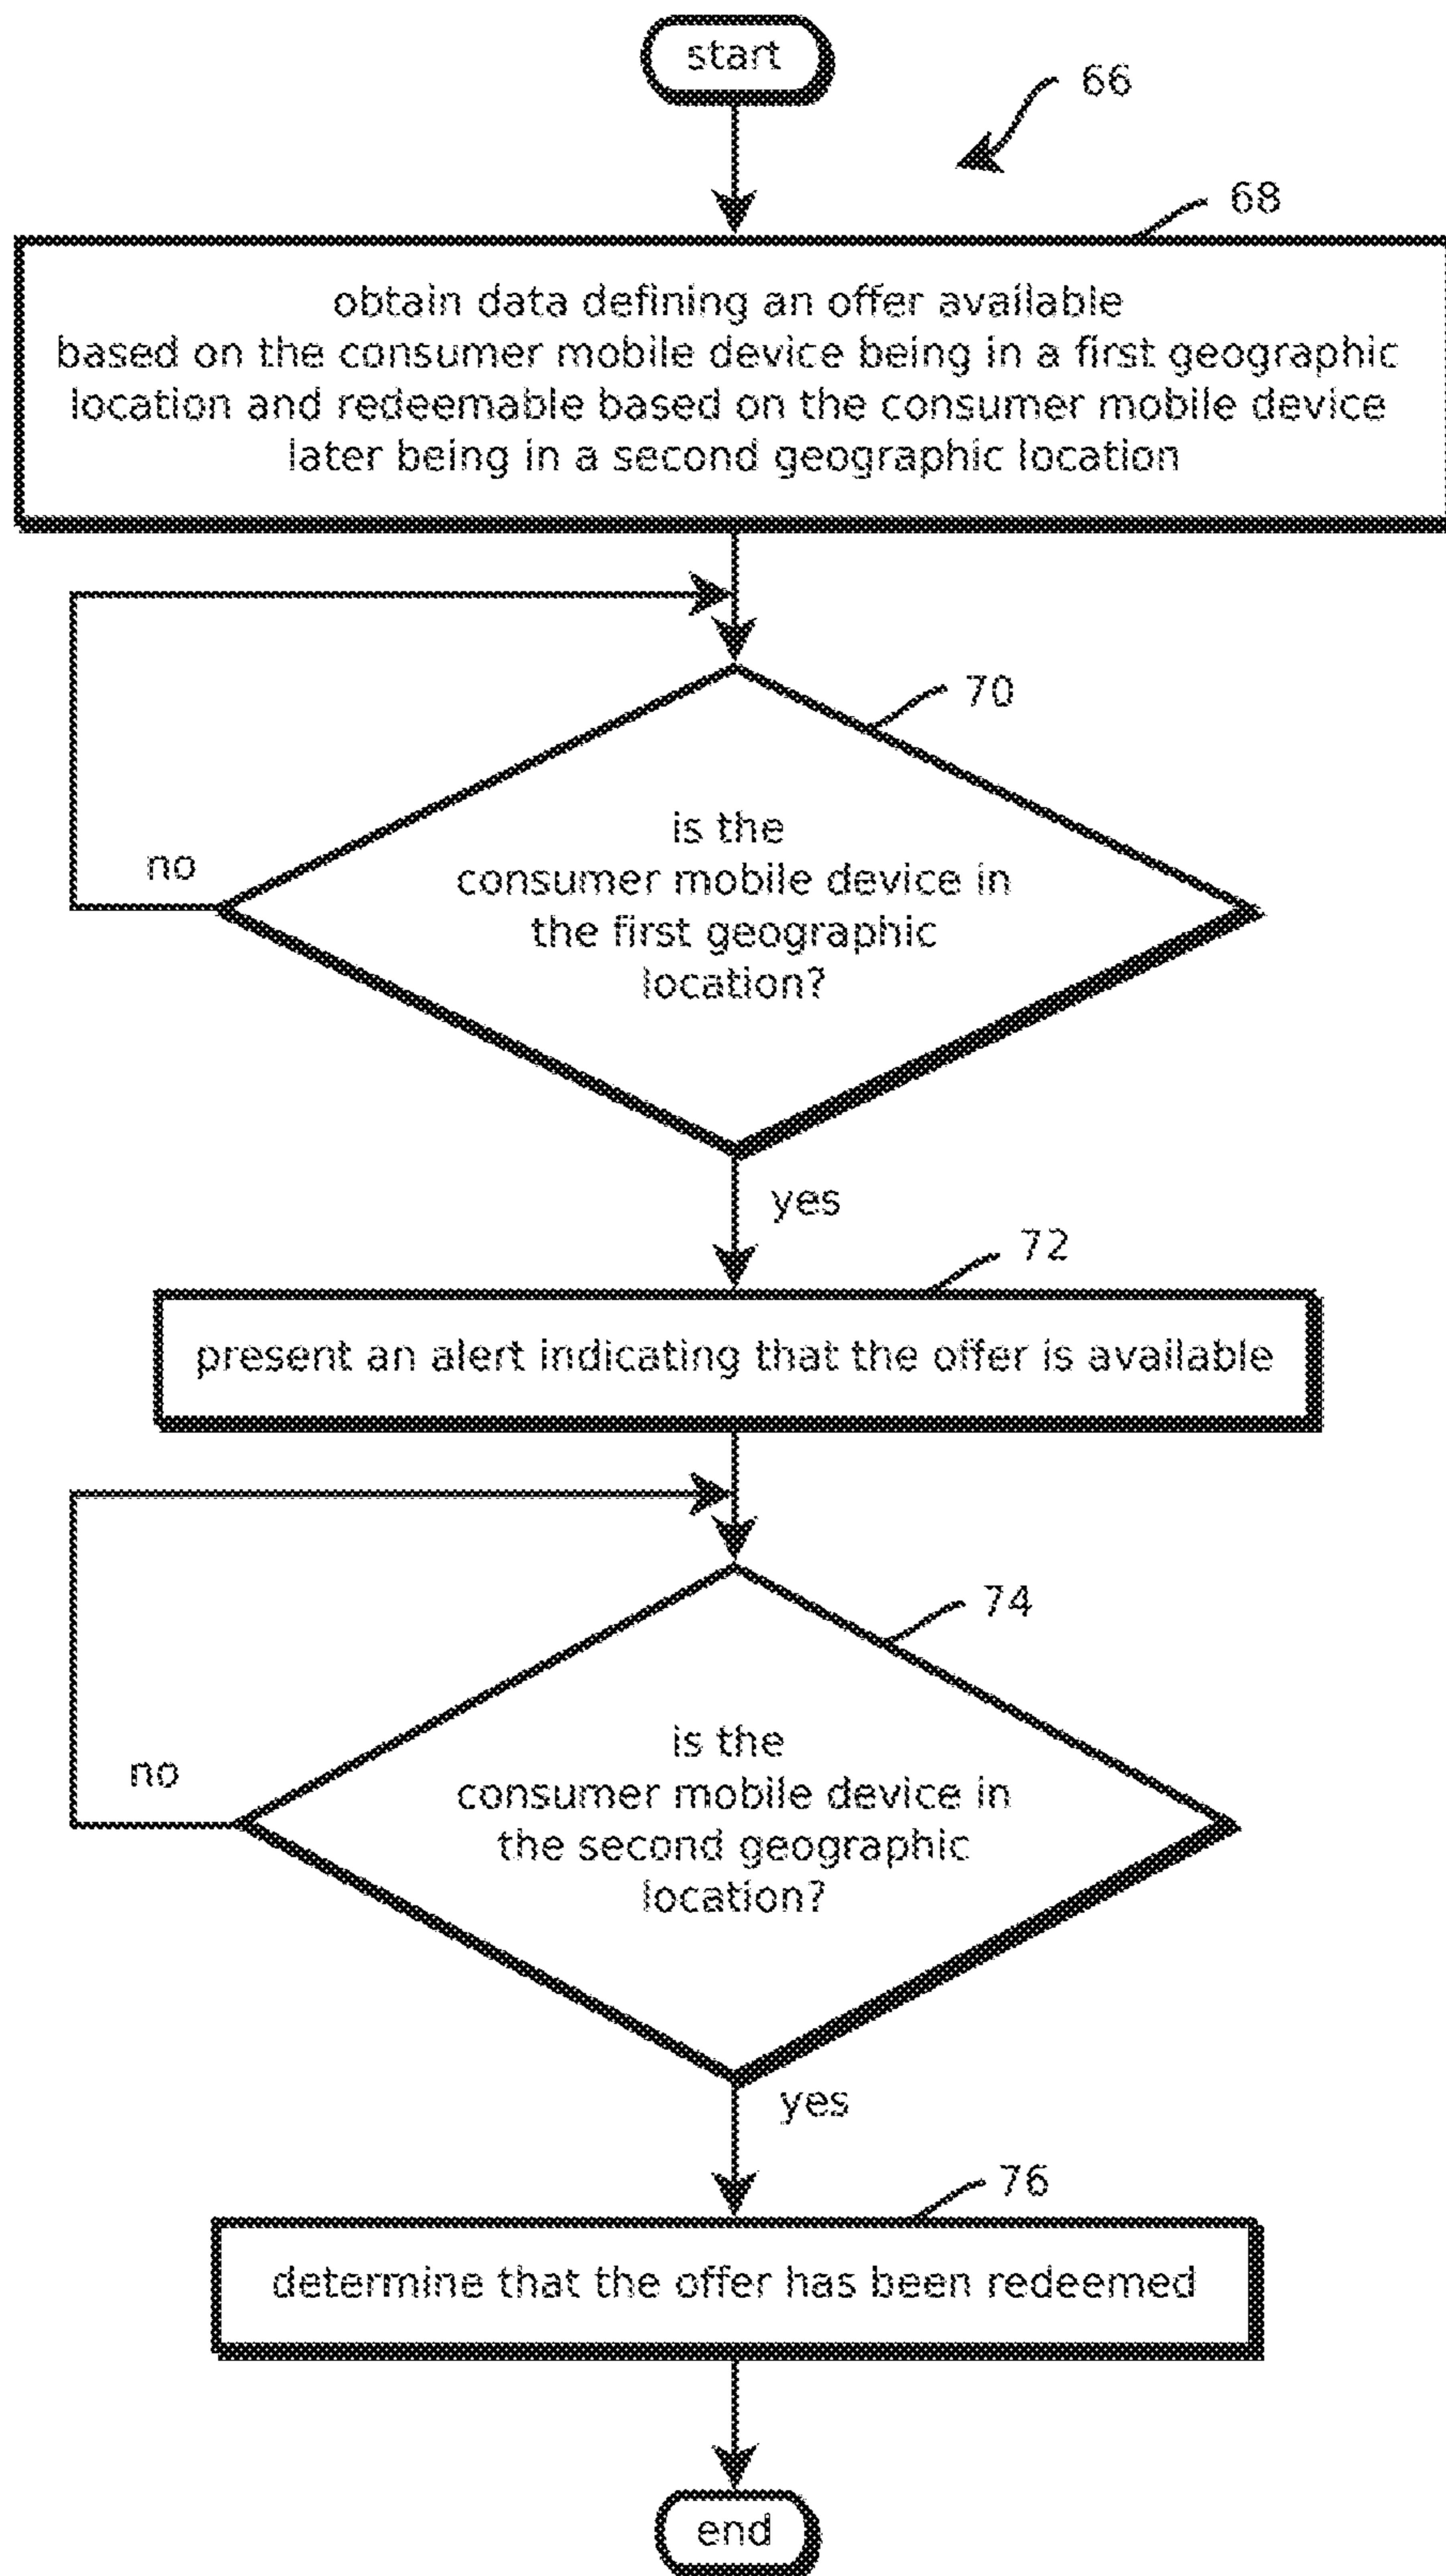 start
66
68
obtain data defining an offer available
based on the consumer mobile device being in a first geographic
location and redeemable based on the consumer mobile device
later being in a second geographic location
70
is the
consumer mobile device in
the first geographic
location?
no
yes
72
present an alert indicating that the offer is available
74
is the
consumer mobile device in
the second geographic
location?
no
yes
76
determine that the offer has been redeemed
end